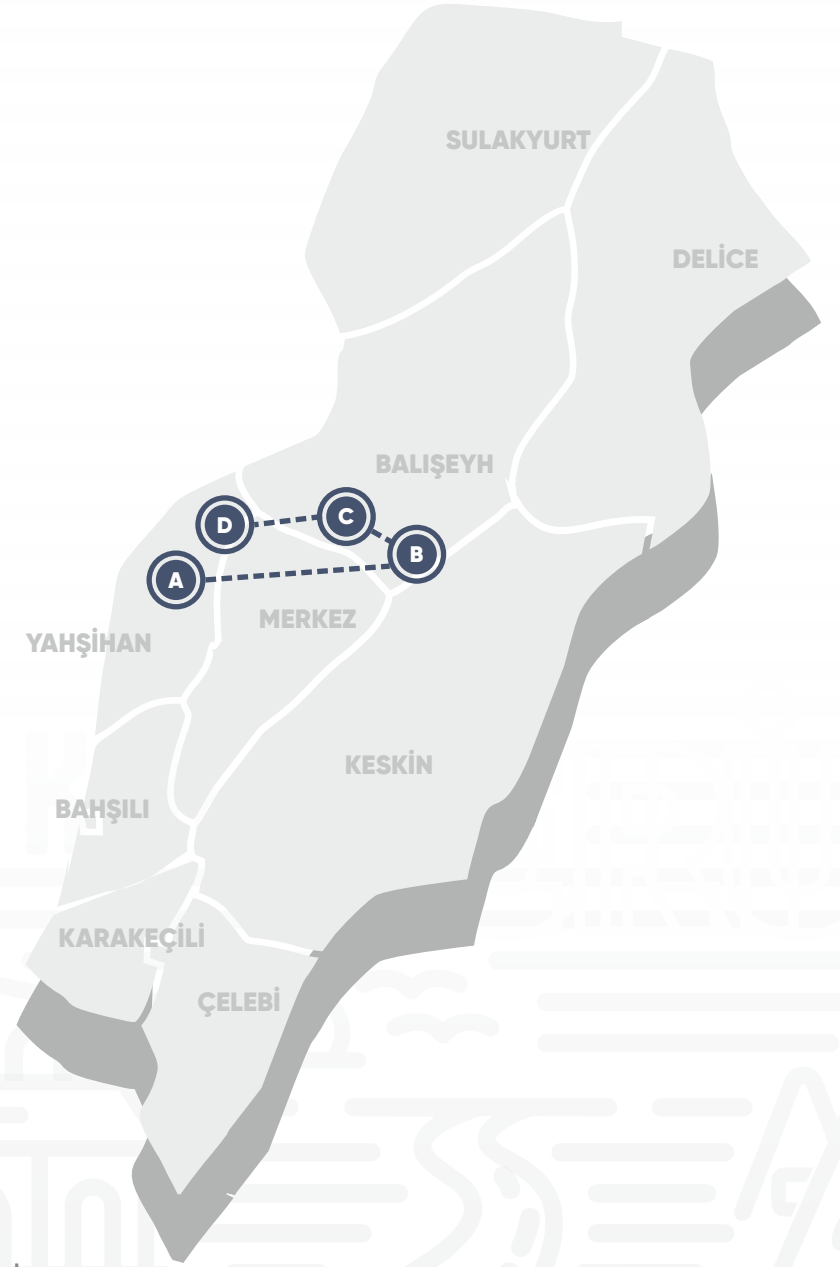 SULAKYURT
DELİCE
BALIŞEYH
D
C
B
A
MERKEZ
YAHŞİHAN
KESKİN
BAHŞILI
KARAKEÇİLİ
ÇELEBİ